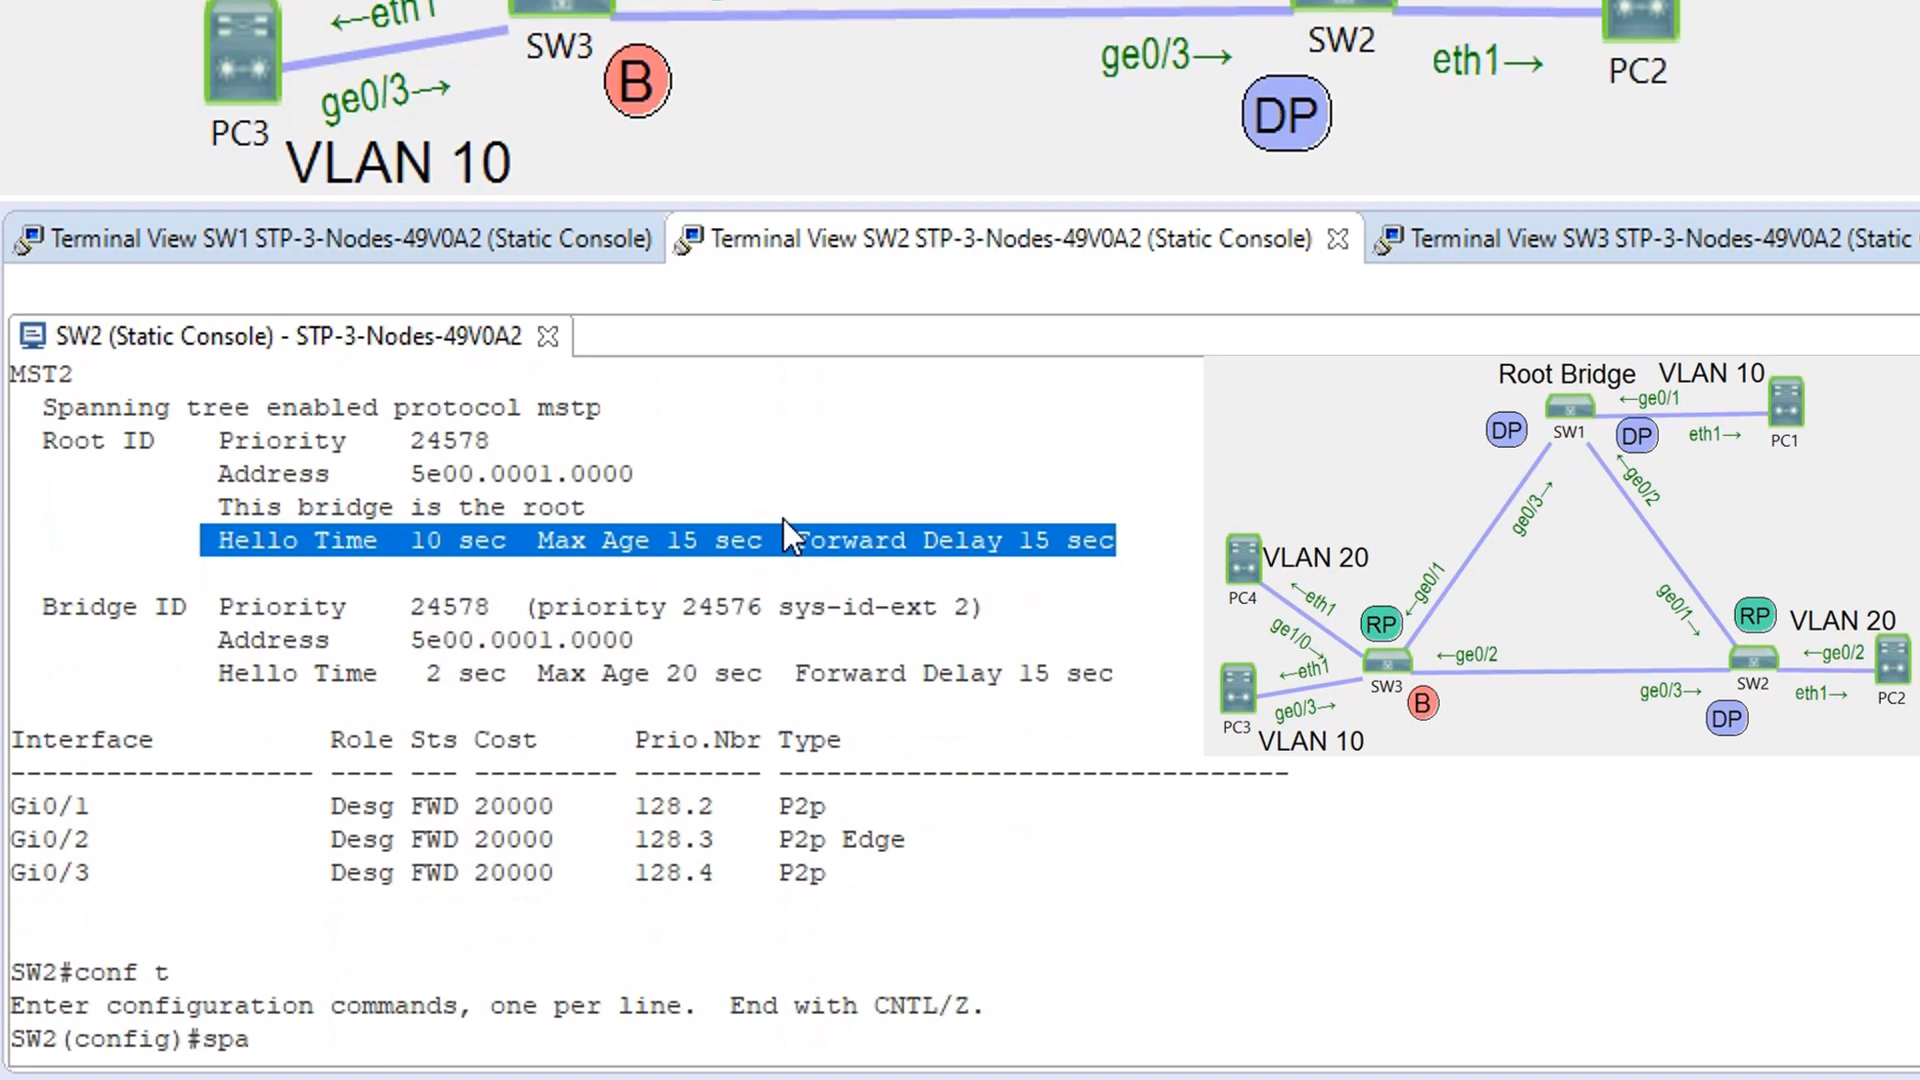 ←eth1
SW3
B
ge0/3→
PC3
VLAN 10
ge0/3→
SW2
eth1→
PC2
DP
Terminal View SW1 STP-3-Nodes-49V0A2 (Static Console)
Terminal View SW2 STP-3-Nodes-49V0A2 (Static Console)
Terminal View SW3 STP-3-Nodes-49V0A2 (Static
SW2 (Static Console) - STP-3-Nodes-49V0A2
MST2
Spanning tree enabled protocol mstp
Root ID Priority 24578
Address 5e00.0001.0000
This bridge is the root
Hello Time 10 sec Max Age 15 sec Forward Delay 15 sec
Bridge ID Priority 24578 (priority 24576 sys-id-ext 2)
Address 5e00.0001.0000
Hello Time 2 sec Max Age 20 sec Forward Delay 15 sec
Interface Role Sts Cost Prio.Nbr Type
------------------- ---- --- --------- -------- --------------------------------
Gi0/1 Desg FWD 20000 128.2 P2p
Gi0/2 Desg FWD 20000 128.3 P2p Edge
Gi0/3 Desg FWD 20000 128.4 P2p
SW2#conf t
Enter configuration commands, one per line. End with CNTL/Z.
SW2(config)#spa
Root Bridge VLAN 10
←ge0/1
DP
SW1
DP
eth1→
PC1
←ge0/2
ge0/3→
VLAN 20
PC4
←eth1
ge1/0→
←ge0/1
RP
ge0/1→
RP
VLAN 20
←ge0/2
←ge0/2
←eth1
SW3
B
ge0/3→
PC3
VLAN 10
ge0/3→
SW2
eth1→
PC2
DP